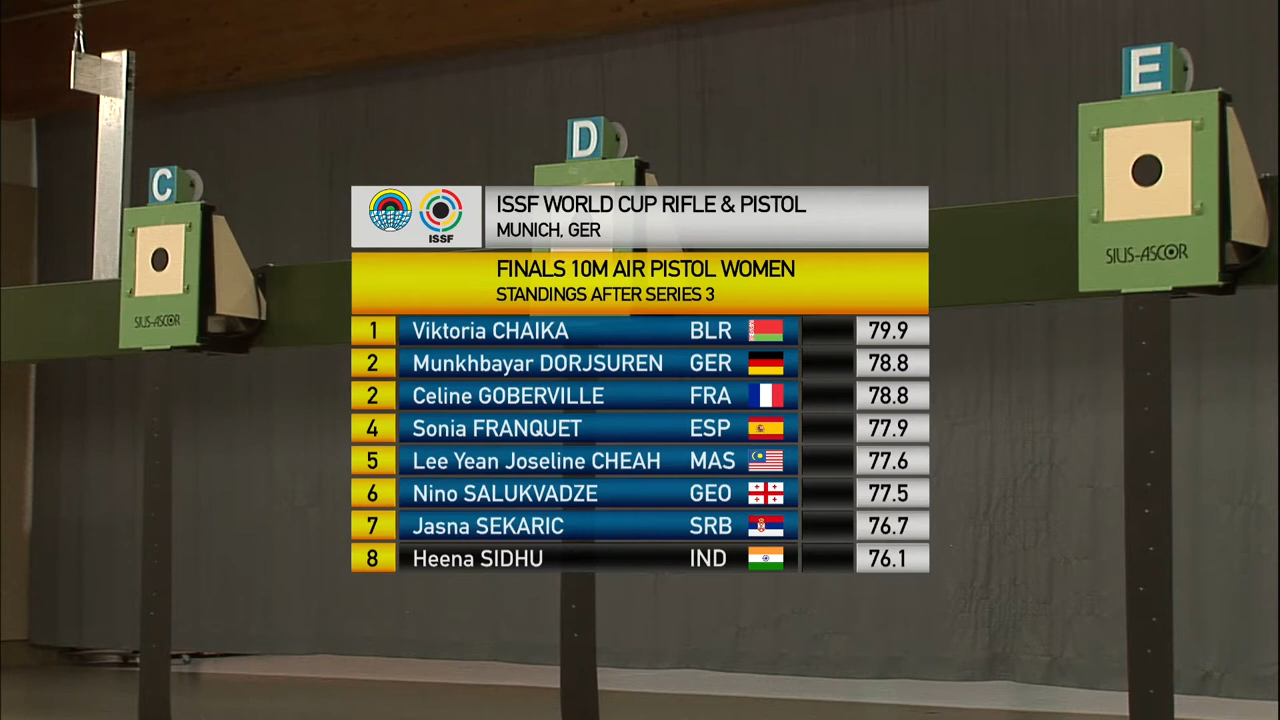 C
D
E
SIUS-ASCOR
SIUS-ASCOR
ISSF
ISSF WORLD CUP RIFLE & PISTOL
MUNICH, GER
FINALS 10M AIR PISTOL WOMEN
STANDINGS AFTER SERIES 3
1 Viktoria CHAIKA BLR 79.9
2 Munkhbayar DORJSUREN GER 78.8
2 Celine GOBERVILLE FRA 78.8
4 Sonia FRANQUET ESP 77.9
5 Lee Yean Joseline CHEAH MAS 77.6
6 Nino SALUKVADZE GEO 77.5
7 Jasna SEKARIC SRB 76.7
8 Heena SIDHU IND 76.1